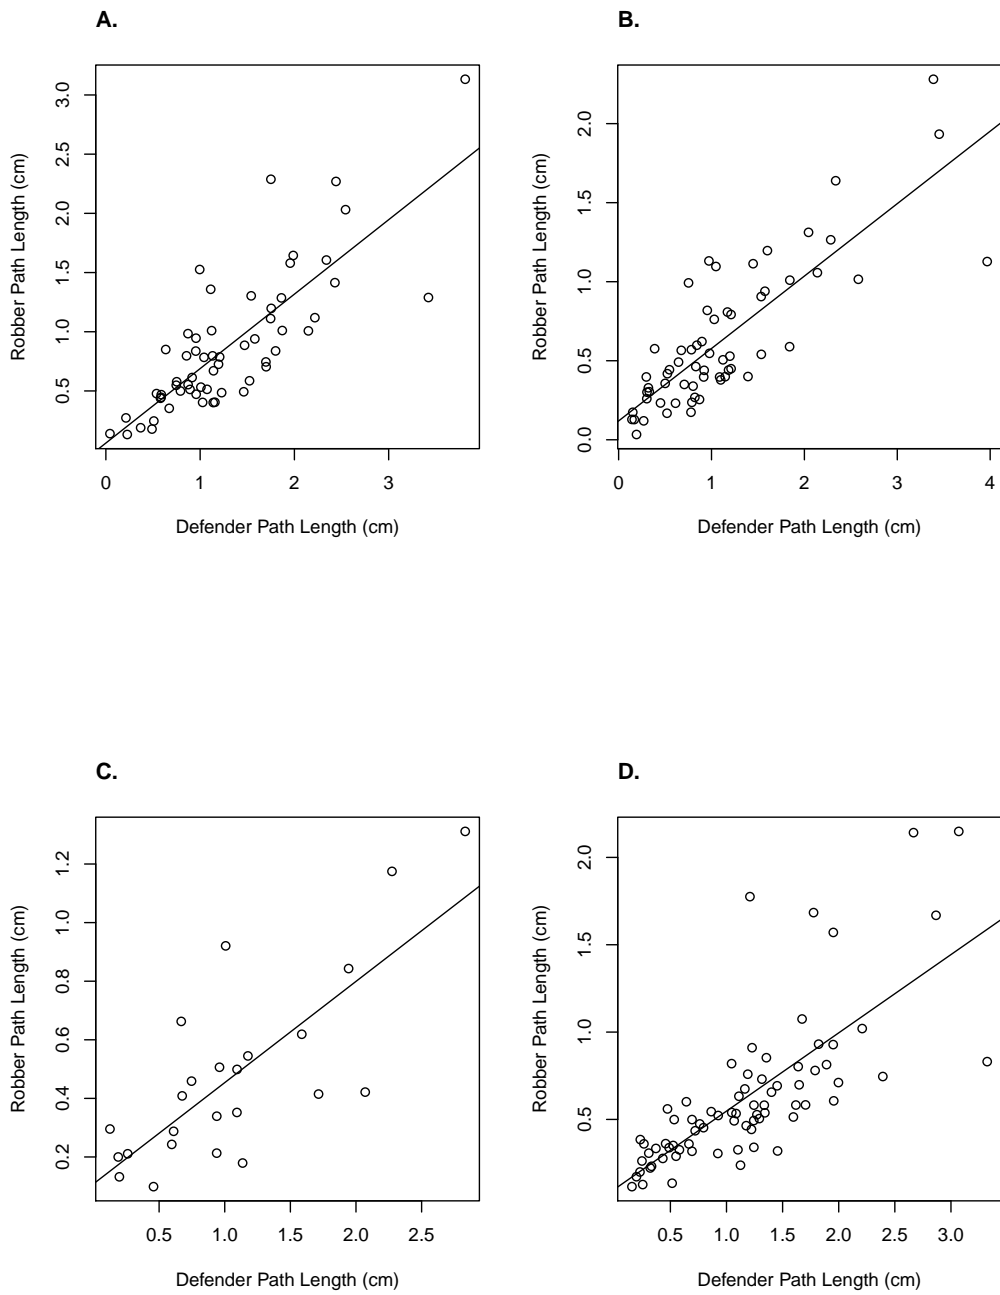 A.
Robber Path Length (cm)
3.0
2.5
2.0
1.5
1.0
0.5
0 1 2 3
Defender Path Length (cm)
B.
Robber Path Length (cm)
2.0
1.5
1.0
0.5
0.0
0 1 2 3 4
Defender Path Length (cm)
C.
Robber Path Length (cm)
1.2
1.0
0.8
0.6
0.4
0.2
0.5 1.0 1.5 2.0 2.5
Defender Path Length (cm)
D.
Robber Path Length (cm)
2.0
1.5
1.0
0.5
0.5 1.0 1.5 2.0 2.5 3.0
Defender Path Length (cm)